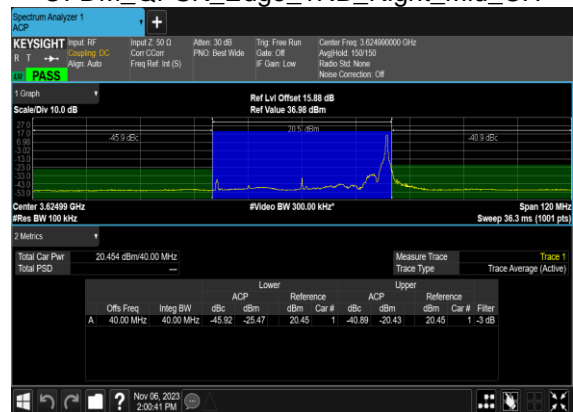 Spectrum Analyzer 1
ACP
+
KEYSIGHT Input: RF Input Z: 50 Ω Atten: 30 dB Trig: Free Run Center Freq: 3.624990000 GHz
R T Coupling: DC Corr CCorr PNO: Best Wide Gate: Off Avg|Hold: 150/150
Align: Auto Freq Ref: Int (S) IF Gain: Low Radio Std: None
PASS Noise Correction: Off
1 Graph Ref Lvl Offset 15.88 dB
Scale/Div 10.0 dB Ref Value 36.98 dBm
27.0
17.0
6.98
-3.02
-13.0
-23.0
-33.0
-43.0
-53.0
-45.9 dBc 20.5 dBm -40.9 dBc
Center 3.62499 GHz #Video BW 300.00 kHz* Span 120 MHz
#Res BW 100 kHz Sweep 36.3 ms (1001 pts)
2 Metrics
Total Car Pwr 20.454 dBm/40.00 MHz Measure Trace Trace 1
Total PSD --- Trace Type Trace Average (Active)
Lower Upper
ACP Reference ACP Reference
Offs Freq Integ BW dBc dBm dBm Car # dBc dBm dBm Car # Filter
A 40.00 MHz 40.00 MHz -45.92 -25.47 20.45 1 -40.89 -20.43 20.45 1 -3 dB
? Nov 06, 2023
2:00:41 PM